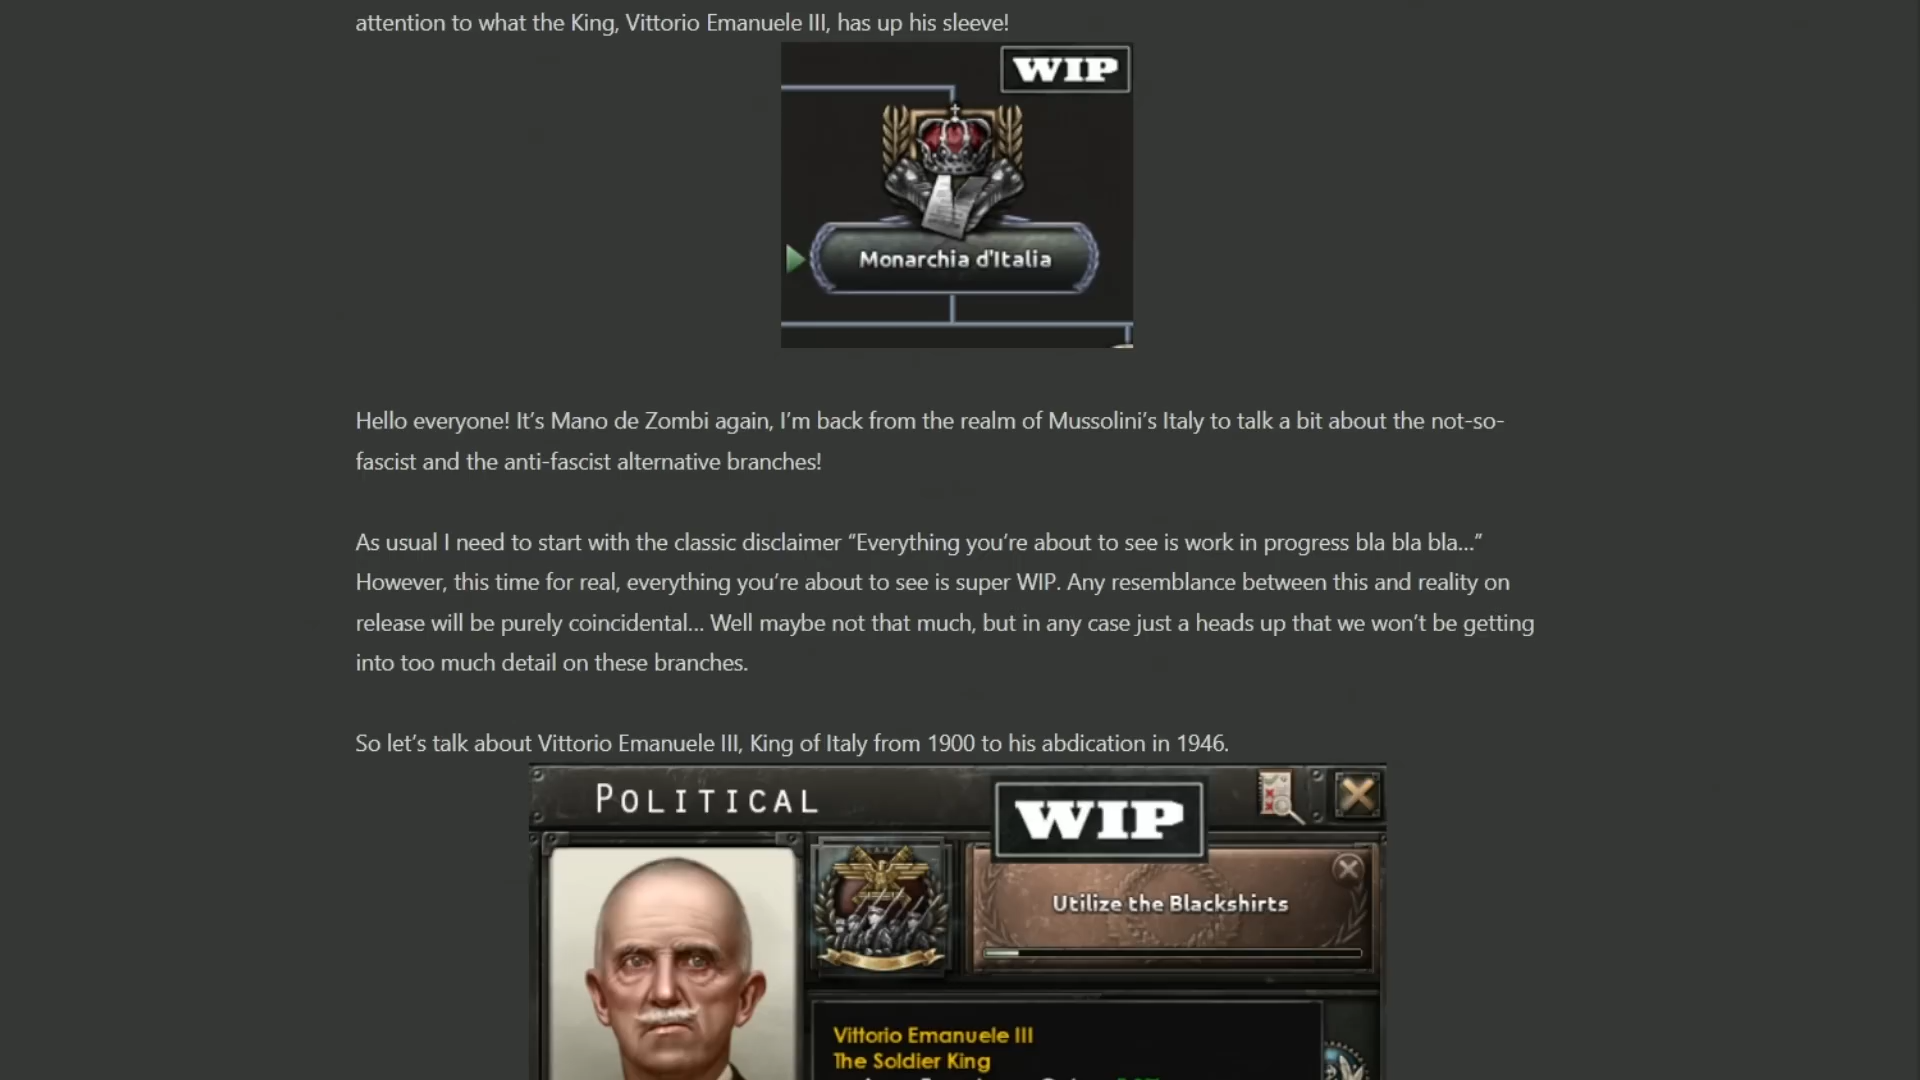 attention to what the King, Vittorio Emanuele III, has up his sleeve!
WIP
Monarchia d'Italia
Hello everyone! It’s Mano de Zombi again, I’m back from the realm of Mussolini’s Italy to talk a bit about the not-so-
fascist and the anti-fascist alternative branches!
As usual I need to start with the classic disclaimer “Everything you’re about to see is work in progress bla bla bla…”
However, this time for real, everything you’re about to see is super WIP. Any resemblance between this and reality on
release will be purely coincidental… Well maybe not that much, but in any case just a heads up that we won’t be getting
into too much detail on these branches.
So let’s talk about Vittorio Emanuele III, King of Italy from 1900 to his abdication in 1946.
POLITICAL
WIP
Utilize the Blackshirts
Vittorio Emanuele III
The Soldier King